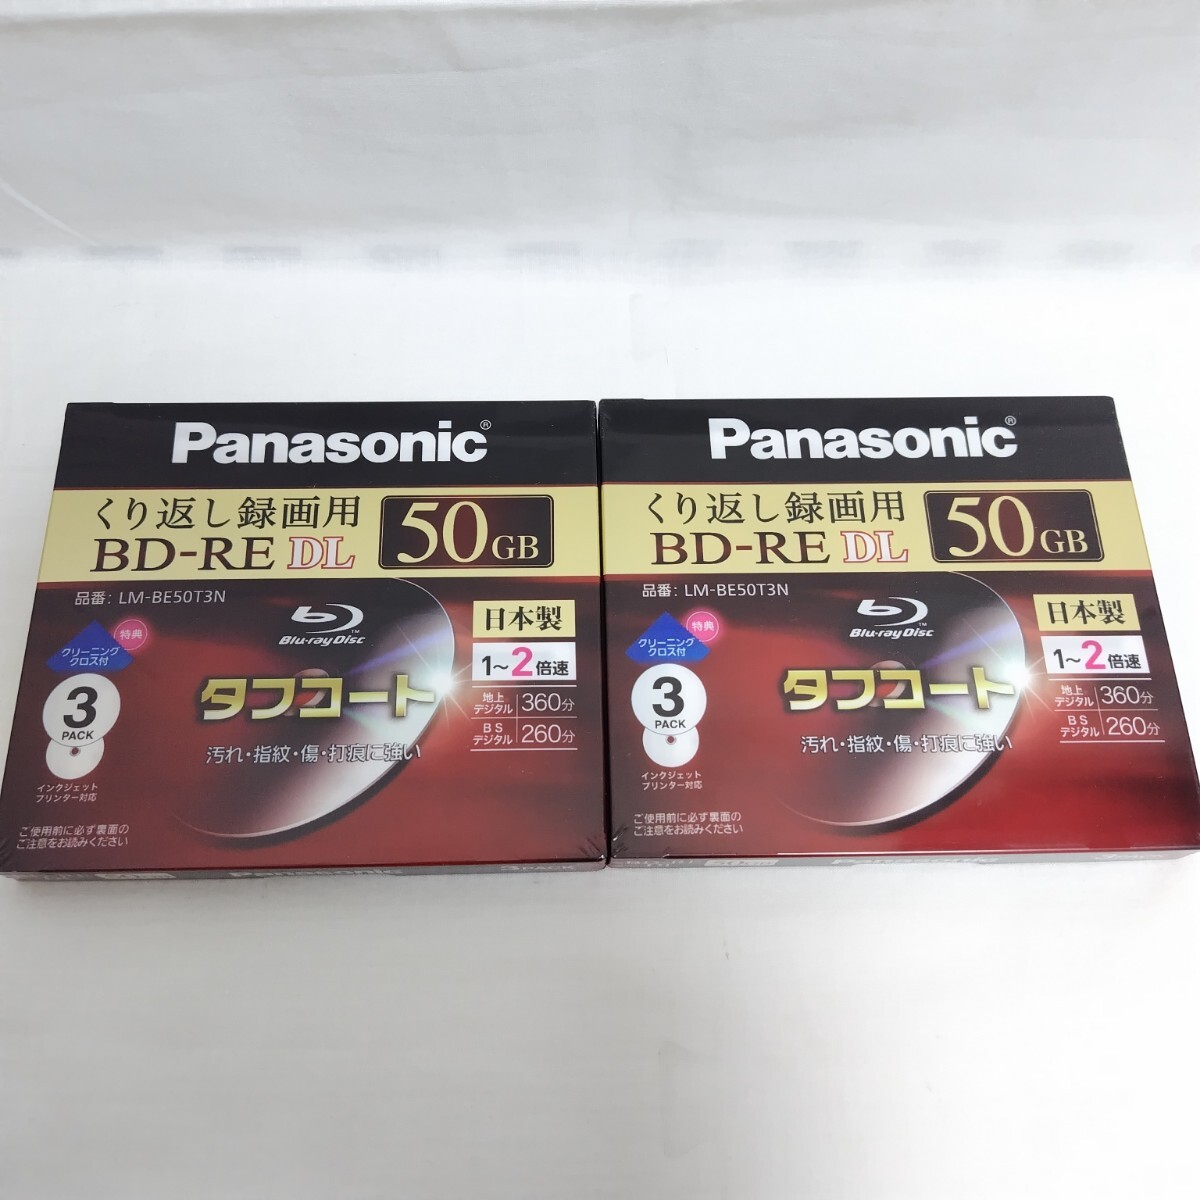 Panasonic®
くり返し録画用
BD-RE DL
50GB
品番: LM-BE50T3N
特典
クリーニング
クロス付
3
PACK
インクジェット
プリンター対応
Blu-ray Disc™
タフコート
汚れ・指紋・傷・打痕に強い
日本製
1〜2倍速
地上
デジタル 360分
BS
デジタル 260分
ご使用前に必ず裏面の
ご注意をお読みください
Panasonic
3PACK
Panasonic®
くり返し録画用
BD-RE DL
50GB
品番: LM-BE50T3N
特典
クリーニング
クロス付
3
PACK
インクジェット
プリンター対応
Blu-ray Disc™
タフコート
汚れ・指紋・傷・打痕に強い
日本製
1〜2倍速
地上
デジタル 360分
BS
デジタル 260分
ご使用前に必ず裏面の
ご注意をお読みください
Panasonic